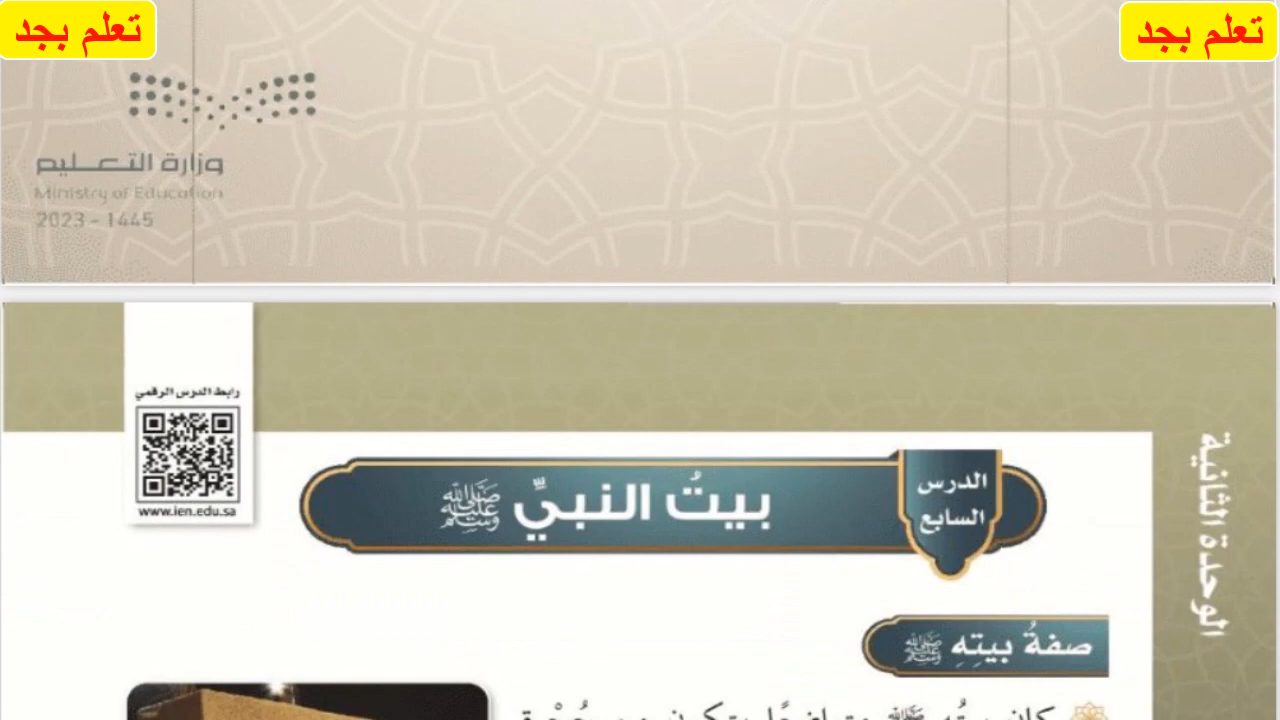 تعلم بجد
تعلم بجد
وزارة التعليم
Ministry of Education
2023 - 1445
رابط الدرس الرقمي
www.ien.edu.sa
الوحدة الثانية
الدرس
السابع
بيتُ النبيِّ ﷺ
صفةُ بيتِهِ ﷺ